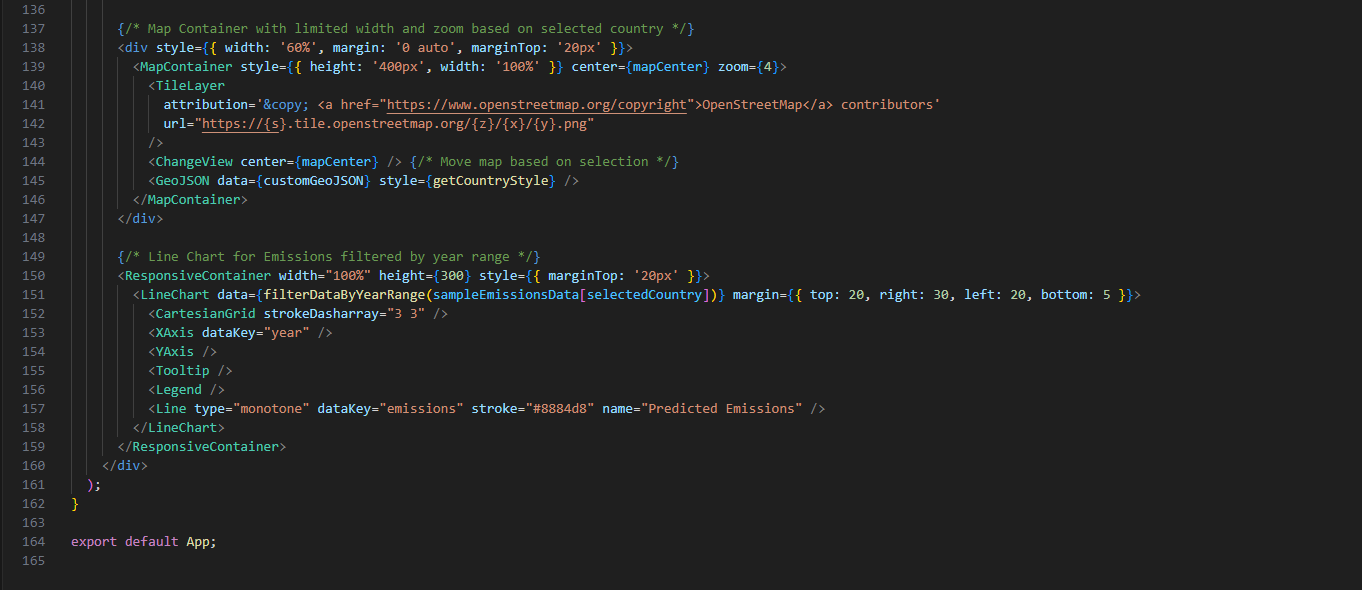 136
137 {/* Map Container with limited width and zoom based on selected country */}
138 <div style={{ width: '60%', margin: '0 auto', marginTop: '20px' }}>
139 <MapContainer style={{ height: '400px', width: '100%' }} center={mapCenter} zoom={4}>
140 <TileLayer
141 attribution='&copy; <a href="https://www.openstreetmap.org/copyright">OpenStreetMap</a> contributors'
142 url="https://{s}.tile.openstreetmap.org/{z}/{x}/{y}.png"
143 />
144 <ChangeView center={mapCenter} /> {/* Move map based on selection */}
145 <GeoJSON data={customGeoJSON} style={getCountryStyle} />
146 </MapContainer>
147 </div>
148
149 {/* Line Chart for Emissions filtered by year range */}
150 <ResponsiveContainer width="100%" height={300} style={{ marginTop: '20px' }}>
151 <LineChart data={filterDataByYearRange(sampleEmissionsData[selectedCountry])} margin={{ top: 20, right: 30, left: 20, bottom: 5 }}>
152 <CartesianGrid strokeDasharray="3 3" />
153 <XAxis dataKey="year" />
154 <YAxis />
155 <Tooltip />
156 <Legend />
157 <Line type="monotone" dataKey="emissions" stroke="#8884d8" name="Predicted Emissions" />
158 </LineChart>
159 </ResponsiveContainer>
160 </div>
161 );
162 }
163
164 export default App;
165